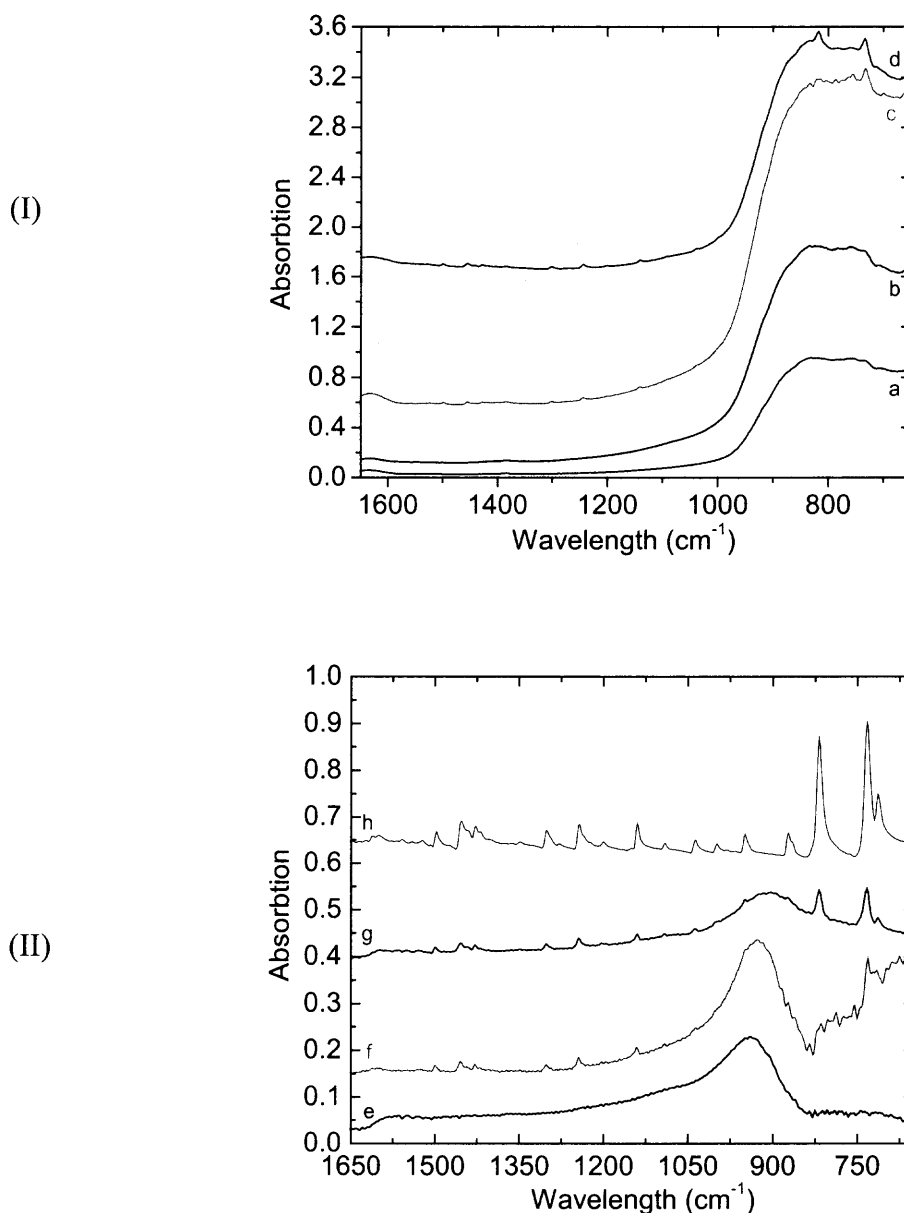 (I)
3.6
3.2
2.8
2.4
2.0
1.6
1.2
0.8
0.4
0.0
Absorbtion
d
c
b
a
1600 1400 1200 1000 800
Wavelength (cm-1)
(II)
1.0
0.9
0.8
0.7
0.6
0.5
0.4
0.3
0.2
0.1
0.0
Absorbtion
h
g
f
e
1650 1500 1350 1200 1050 900 750
Wavelength (cm-1)